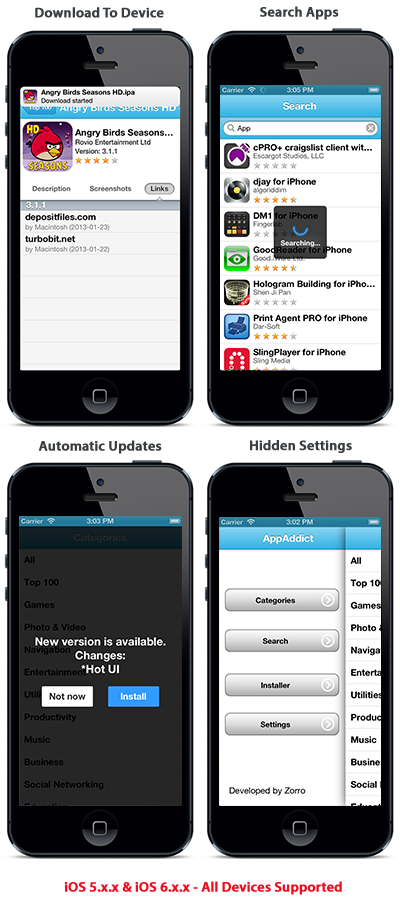 Download To Device
Angry Birds Seasons HD.ipa
Download started
Top 100
Angry Birds Seasons HD
HD
SEASONS
Angry Birds Seasons...
Rovio Entertainment Ltd
Version: 3.1.1
Description
Screenshots
Links
3.1.1
depositfiles.com
by Macintosh (2013-01-23)
turbobit.net
by Macintosh (2013-01-22)
Search Apps
Carrier
3:05 PM
Search
App
cPRO+ craigslist client wit...
Escargot Studios, LLC
djay for iPhone
algoriddim
DM1 for iPhone
Fingerlab
Searching...
GoodReader for iPhone
Good.iWare Ltd.
Hologram Building for iPho...
Shen Ji Pan
Print Agent PRO for iPhone
Dar-Soft
SlingPlayer for iPhone
Sling Media
Automatic Updates
Carrier
3:03 PM
Categories
All
Top 100
Games
Photo & Video
New version is available.
Navigation
Changes:
Entertainment
*Hot UI
Utilities
Not now
Install
Productivity
Music
Business
Social Networking
Education
Hidden Settings
Carrier
3:02 PM
AppAddict
All
Top 10
Categories
Games
Photo &
Search
Navigat
Enterta
Installer
Utilities
Settings
Product
Music
Busines
Developed by Zorro
Social N
Educati
iOS 5.x.x & iOS 6.x.x - All Devices Supported